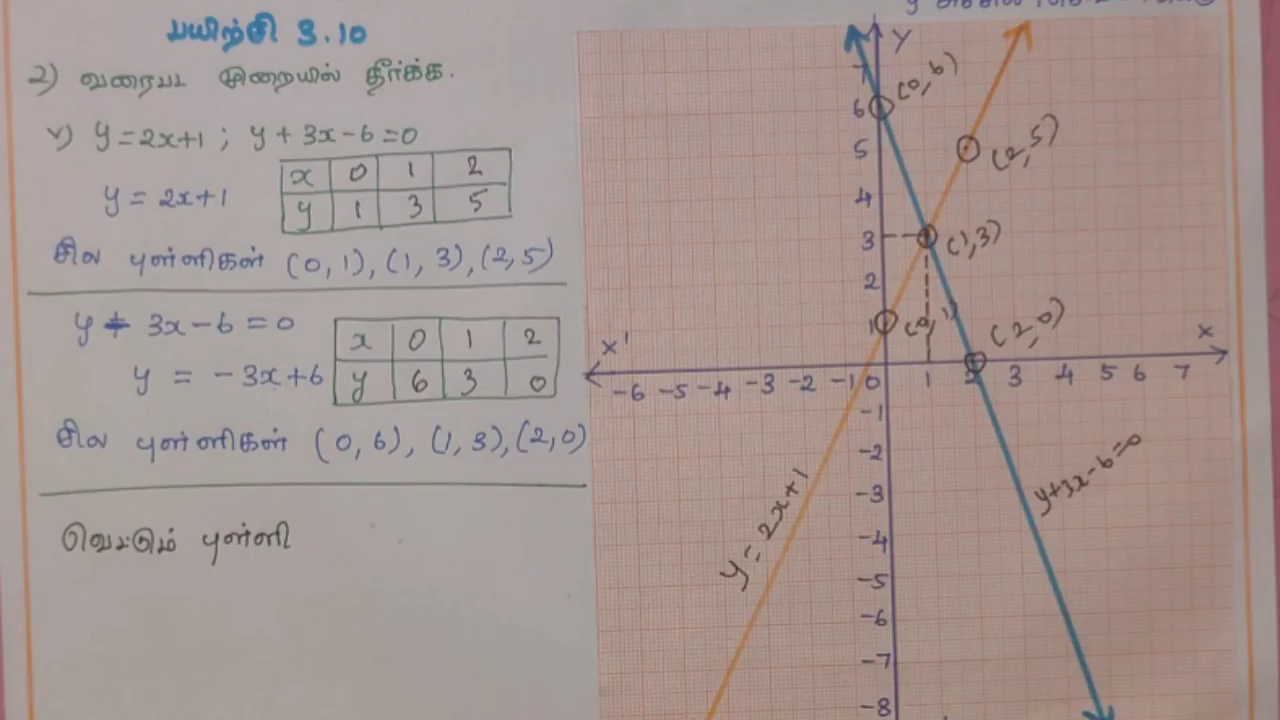 பயிற்சி 3.10
2) வரைபட முறையில் தீர்க்க.
v) y = 2x+1 ; y + 3x - 6 = 0
y = 2x+1
x 0 1 2
y 1 3 5
சில புள்ளிகள் (0, 1), (1, 3), (2, 5)
y + 3x - 6 = 0
y = - 3x + 6
x 0 1 2
y 6 3 0
சில புள்ளிகள் (0, 6), (1, 3), (2, 0)
வெட்டும் புள்ளி
Y
7
6 (0, 6)
5 (2, 5)
4
3 (1, 3)
2
1 (0, 1)
(2, 0)
X' X
-6 -5 -4 -3 -2 -1 0 1 2 3 4 5 6 7
-1
-2
-3
-4
-5
-6
-7
-8
y = 2x+1
y+3x-6=0